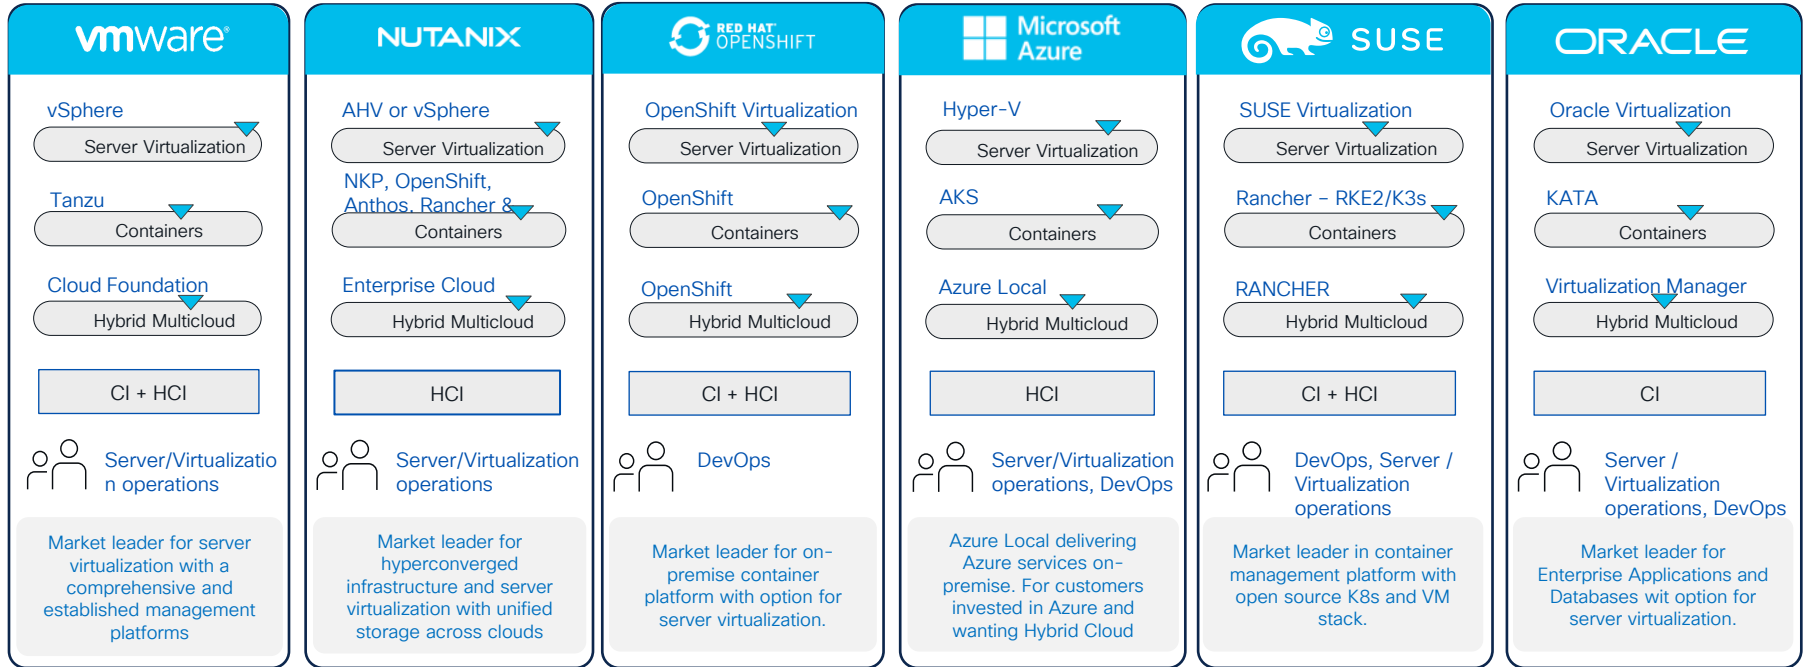 vmware®
vSphere
Server Virtualization
Tanzu
Containers
Cloud Foundation
Hybrid Multicloud
CI + HCI
Server/Virtualizatio
n operations
Market leader for server
virtualization with a
comprehensive and
established management
platforms
NUTANIX
AHV or vSphere
Server Virtualization
NKP, OpenShift,
Anthos, Rancher &
Containers
Enterprise Cloud
Hybrid Multicloud
HCI
Server/Virtualization
operations
Market leader for
hyperconverged
infrastructure and server
virtualization with unified
storage across clouds
RED HAT®
OPENSHIFT
OpenShift Virtualization
Server Virtualization
OpenShift
Containers
OpenShift
Hybrid Multicloud
CI + HCI
DevOps
Market leader for on-
premise container
platform with option for
server virtualization.
Microsoft
Azure
Hyper-V
Server Virtualization
AKS
Containers
Azure Local
Hybrid Multicloud
HCI
Server/Virtualization
operations, DevOps
Azure Local delivering
Azure services on-
premise. For customers
invested in Azure and
wanting Hybrid Cloud
SUSE
SUSE Virtualization
Server Virtualization
Rancher – RKE2/K3s
Containers
RANCHER
Hybrid Multicloud
CI + HCI
DevOps, Server /
Virtualization
operations
Market leader in container
management platform with
open source K8s and VM
stack.
ORACLE
Oracle Virtualization
Server Virtualization
KATA
Containers
Virtualization Manager
Hybrid Multicloud
CI
Server /
Virtualization
operations, DevOps
Market leader for
Enterprise Applications and
Databases wit option for
server virtualization.